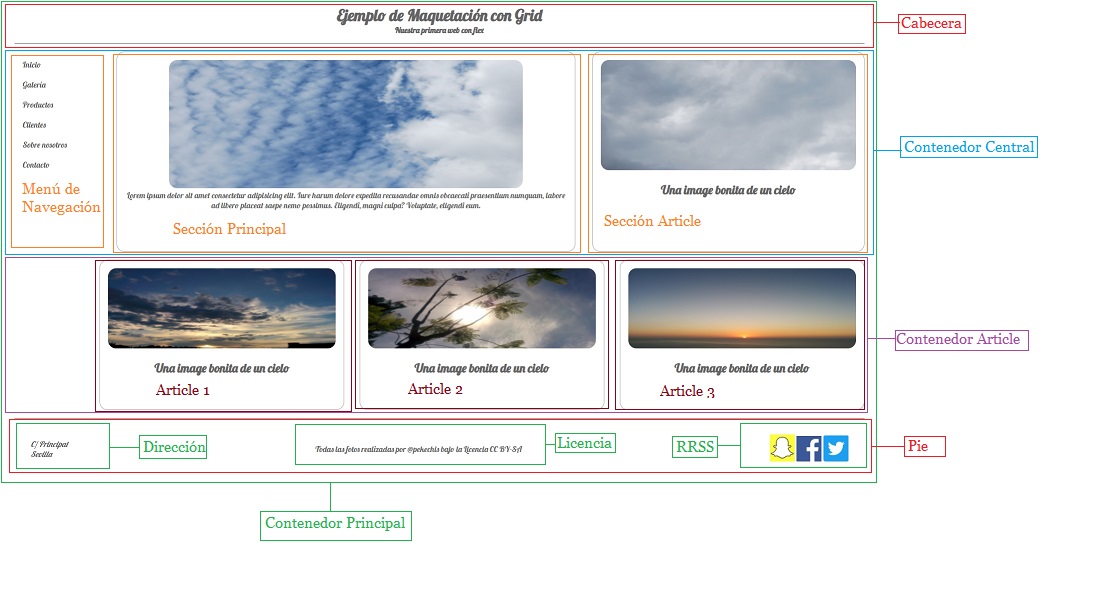 Ejemplo de Maquetación con Grid
Nuestra primera web con flex
Cabecera
Inicio
Galeria
Productos
Clientes
Sobre nosotros
Contacto
Menú de
Navegación
Lorem ipsum dolor sit amet consectetur adipisicing elit. Iure harum dolore expedita recusandae omnis obcaecati praesentium numquam, labore
ad libero placeat saepe nemo possimus. Eligendi, magni culpa? Voluptate, eligendi eum.
Sección Principal
Una image bonita de un cielo
Sección Article
Contenedor Central
Una image bonita de un cielo
Article 1
Una image bonita de un cielo
Article 2
Una image bonita de un cielo
Article 3
Contenedor Article
C/ Principal
Sevilla
Dirección
Todas las fotos realizadas por @pekechis bajo la Licencia CC BY-SA
Licencia
RRSS
Pie
Contenedor Principal